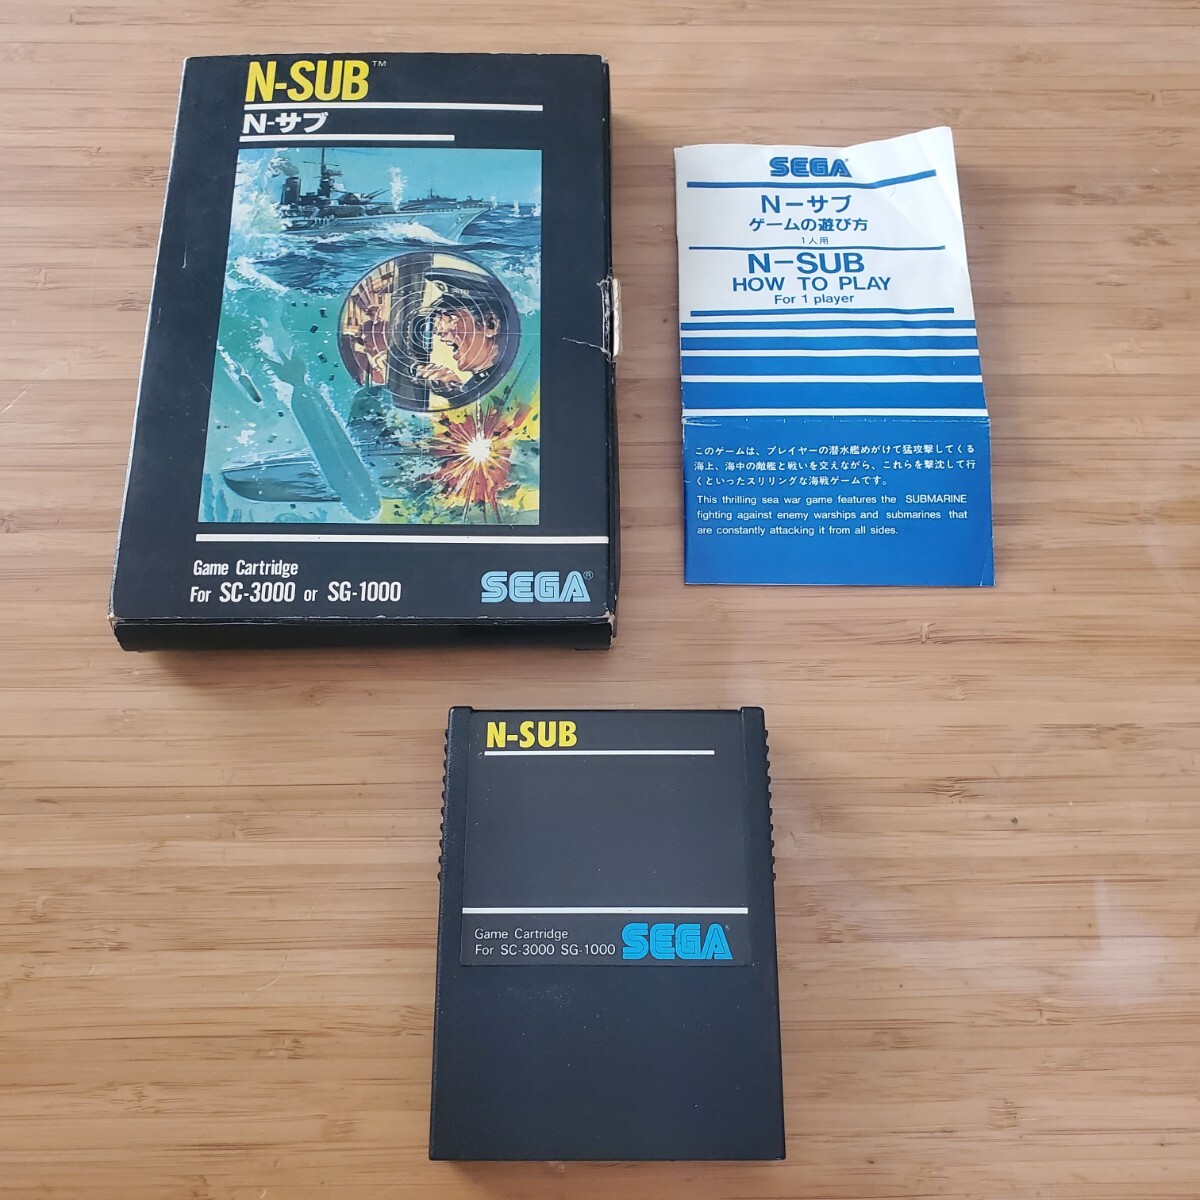 N-SUB™
N-サブ
Game Cartridge
For SC-3000 or SG-1000
SEGA®
SEGA®
N-サブ
ゲームの遊び方
1人用
N-SUB
HOW TO PLAY
For 1 player
このゲームは、プレイヤーの潜水艦めがけて猛攻撃してくる
海上、海中の敵艦と戦いを交えながら、これらを撃沈して行
くといったスリリングな海戦ゲームです。
This thrilling sea war game features the SUBMARINE
fighting against enemy warships and submarines that
are constantly attacking it from all sides.
N-SUB
Game Cartridge
For SC-3000 SG-1000
SEGA®